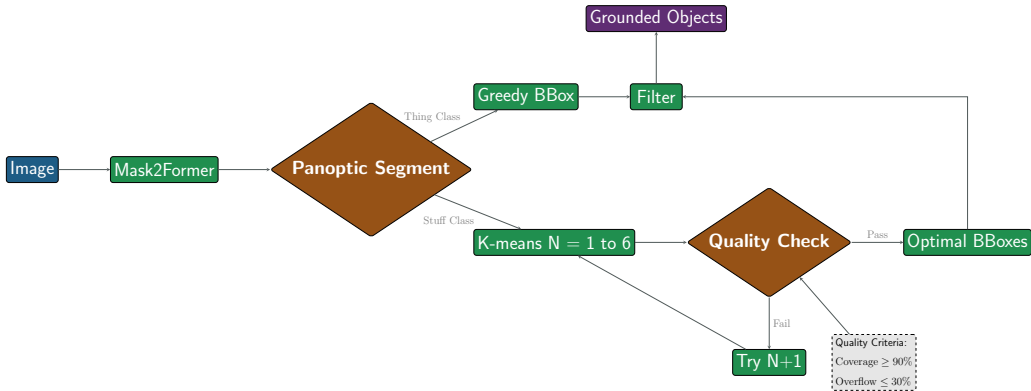 Grounded Objects
Greedy BBox
Filter
Thing Class
Image
Mask2Former
Panoptic Segment
Stuff Class
K-means N = 1 to 6
Quality Check
Pass
Optimal BBoxes
Fail
Try N+1
Quality Criteria:
Coverage ≥ 90%
Overflow ≤ 30%